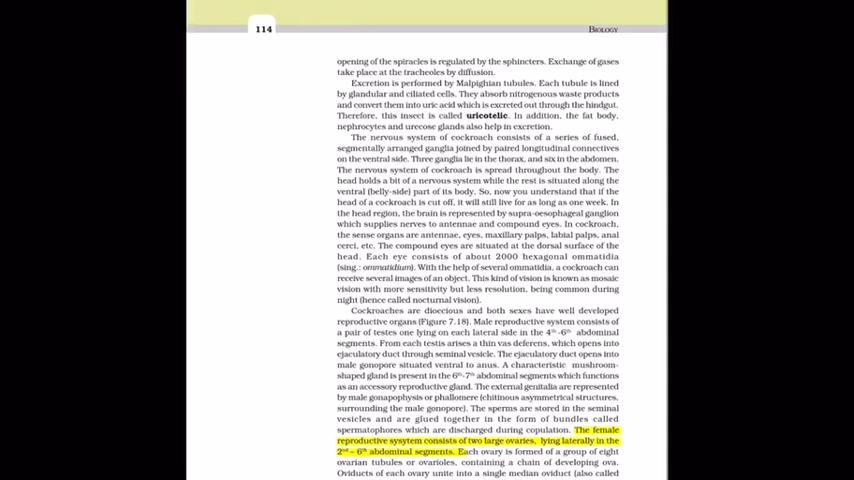 114
BIOLOGY
opening of the spiracles is regulated by the sphincters. Exchange of gases
take place at the tracheoles by diffusion.
Excretion is performed by Malpighian tubules. Each tubule is lined
by glandular and ciliated cells. They absorb nitrogenous waste products
and convert them into uric acid which is excreted out through the hindgut.
Therefore, this insect is called uricotelic. In addition, the fat body,
nephrocytes and urecose glands also help in excretion.
The nervous system of cockroach consists of a series of fused,
segmentally arranged ganglia joined by paired longitudinal connectives
on the ventral side. Three ganglia lie in the thorax, and six in the abdomen.
The nervous system of cockroach is spread throughout the body. The
head holds a bit of a nervous system while the rest is situated along the
ventral (belly-side) part of its body. So, now you understand that if the
head of a cockroach is cut off, it will still live for as long as one week. In
the head region, the brain is represented by supra-oesophageal ganglion
which supplies nerves to antennae and compound eyes. In cockroach,
the sense organs are antennae, eyes, maxillary palps, labial palps, anal
cerci, etc. The compound eyes are situated at the dorsal surface of the
head. Each eye consists of about 2000 hexagonal ommatidia
(sing.: ommatidium). With the help of several ommatidia, a cockroach can
receive several images of an object. This kind of vision is known as mosaic
vision with more sensitivity but less resolution, being common during
night (hence called nocturnal vision).
Cockroaches are dioecious and both sexes have well developed
reproductive organs (Figure 7.18). Male reproductive system consists of
a pair of testes one lying on each lateral side in the 4th -6th abdominal
segments. From each testis arises a thin vas deferens, which opens into
ejaculatory duct through seminal vesicle. The ejaculatory duct opens into
male gonopore situated ventral to anus. A characteristic mushroom-
shaped gland is present in the 6th-7th abdominal segments which functions
as an accessory reproductive gland. The external genitalia are represented
by male gonapophysis or phallomere (chitinous asymmetrical structures,
surrounding the male gonopore). The sperms are stored in the seminal
vesicles and are glued together in the form of bundles called
spermatophores which are discharged during copulation. The female
reproductive sysytem consists of two large ovaries, lying laterally in the
2nd – 6th abdominal segments. Each ovary is formed of a group of eight
ovarian tubules or ovarioles, containing a chain of developing ova.
Oviducts of each ovary unite into a single median oviduct (also called